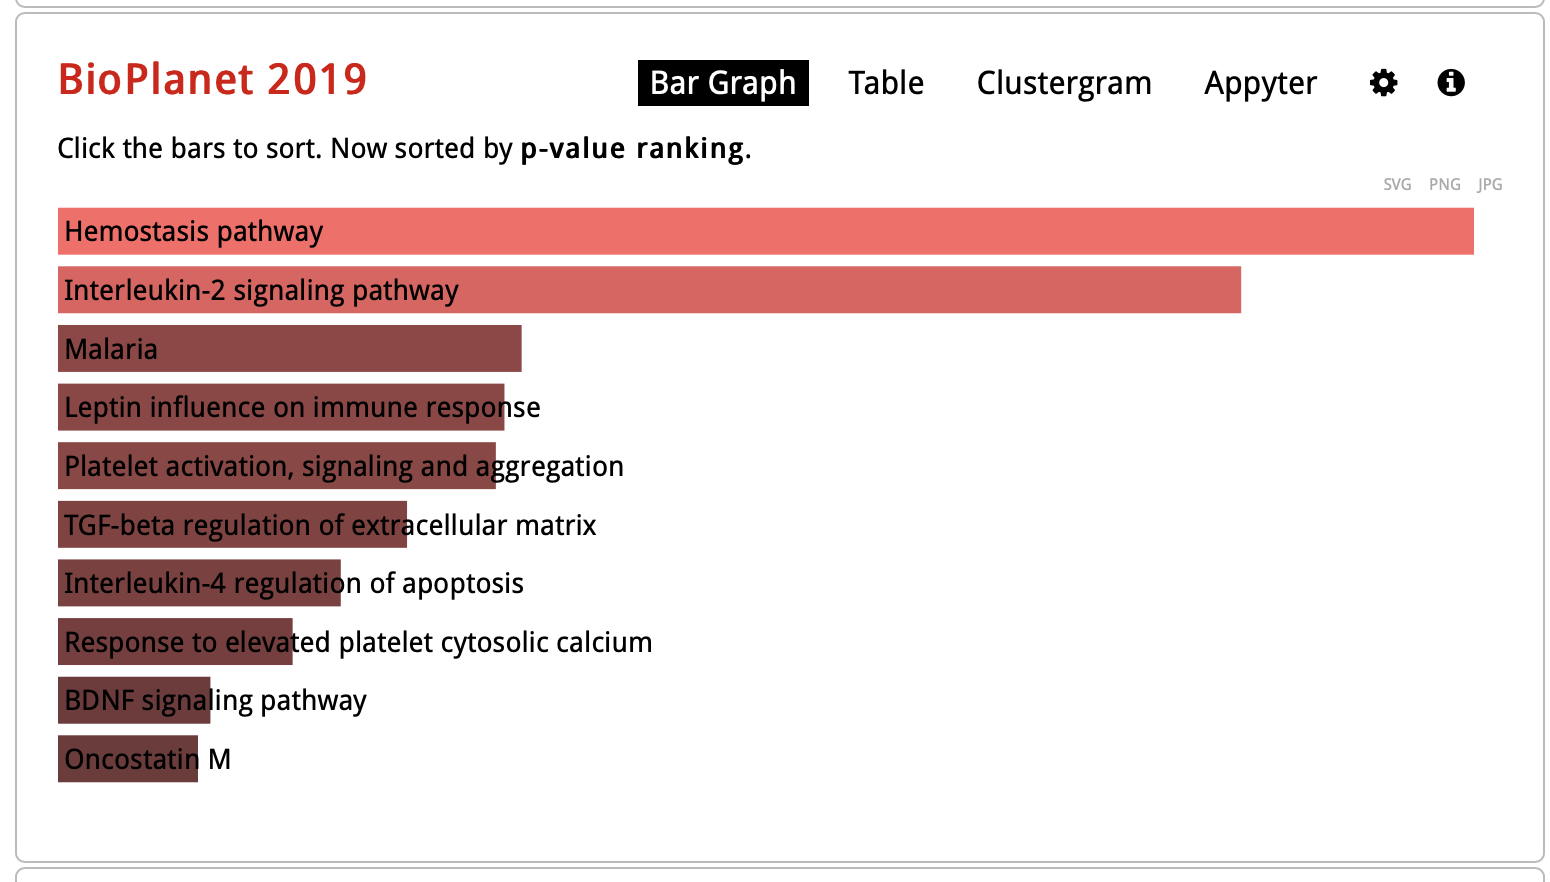 BioPlanet 2019
Bar Graph Table Clustergram Appyter
Click the bars to sort. Now sorted by p-value ranking.
SVG PNG JPG
Hemostasis pathway
Interleukin-2 signaling pathway
Malaria
Leptin influence on immune response
Platelet activation, signaling and aggregation
TGF-beta regulation of extracellular matrix
Interleukin-4 regulation of apoptosis
Response to elevated platelet cytosolic calcium
BDNF signaling pathway
Oncostatin M